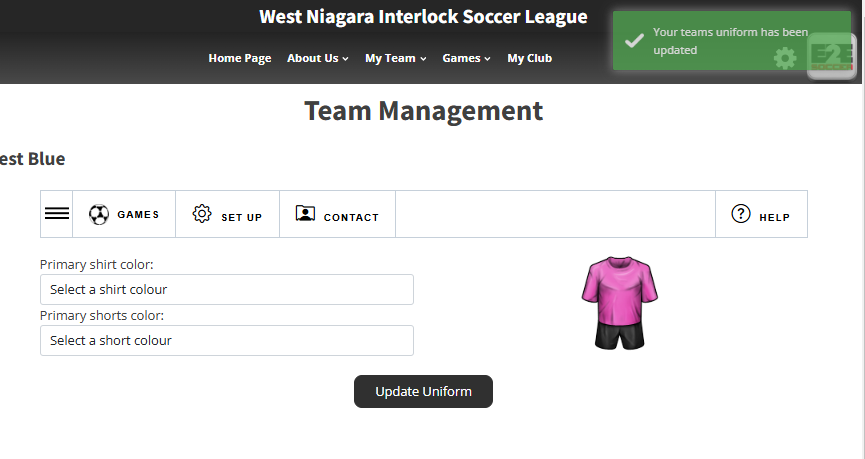 West Niagara Interlock Soccer League
Your teams uniform has been
updated
Home Page About Us My Team Games My Club
E2E
Team Management
est Blue
GAMES SET UP CONTACT HELP
Primary shirt color:
Select a shirt colour
Primary shorts color:
Select a short colour
Update Uniform